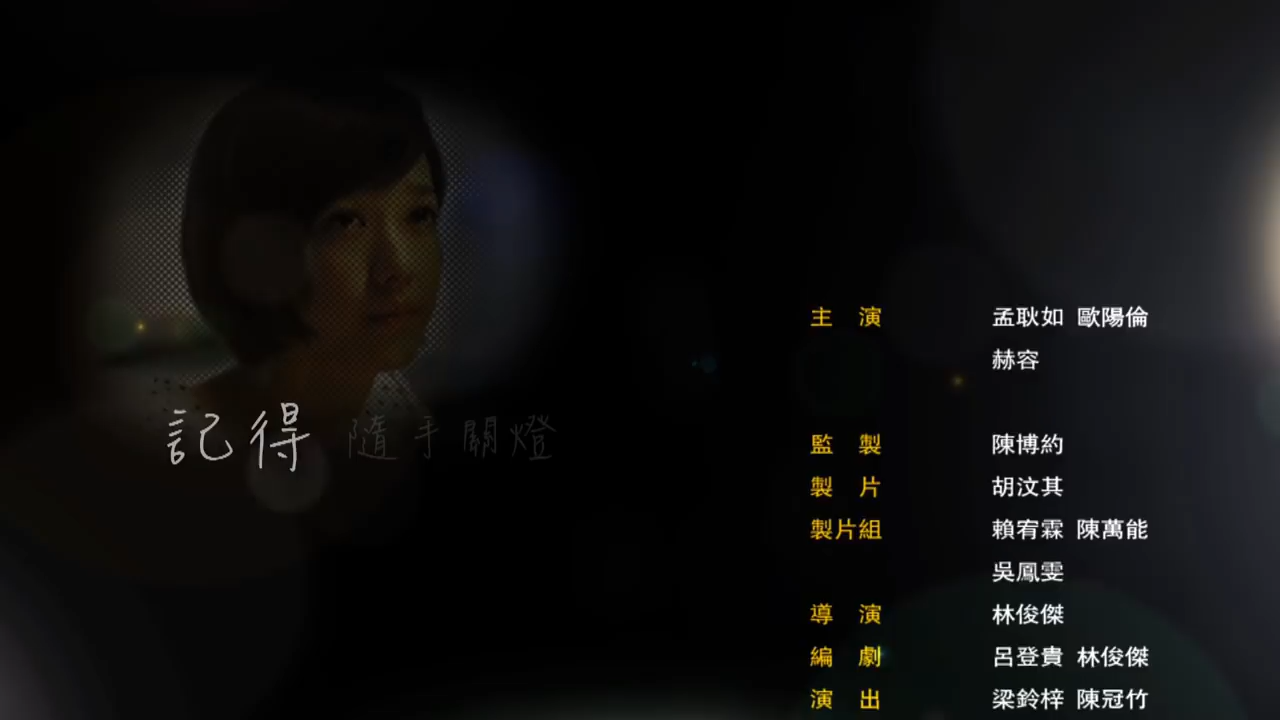 記得 隨手關燈
主 演 孟耿如 歐陽倫
赫容
監 製 陳博約
製 片 胡汶其
製片組 賴宥霖 陳萬能
吳鳳雯
導 演 林俊傑
編 劇 呂登貴 林俊傑
演 出 梁鈴梓 陳冠竹